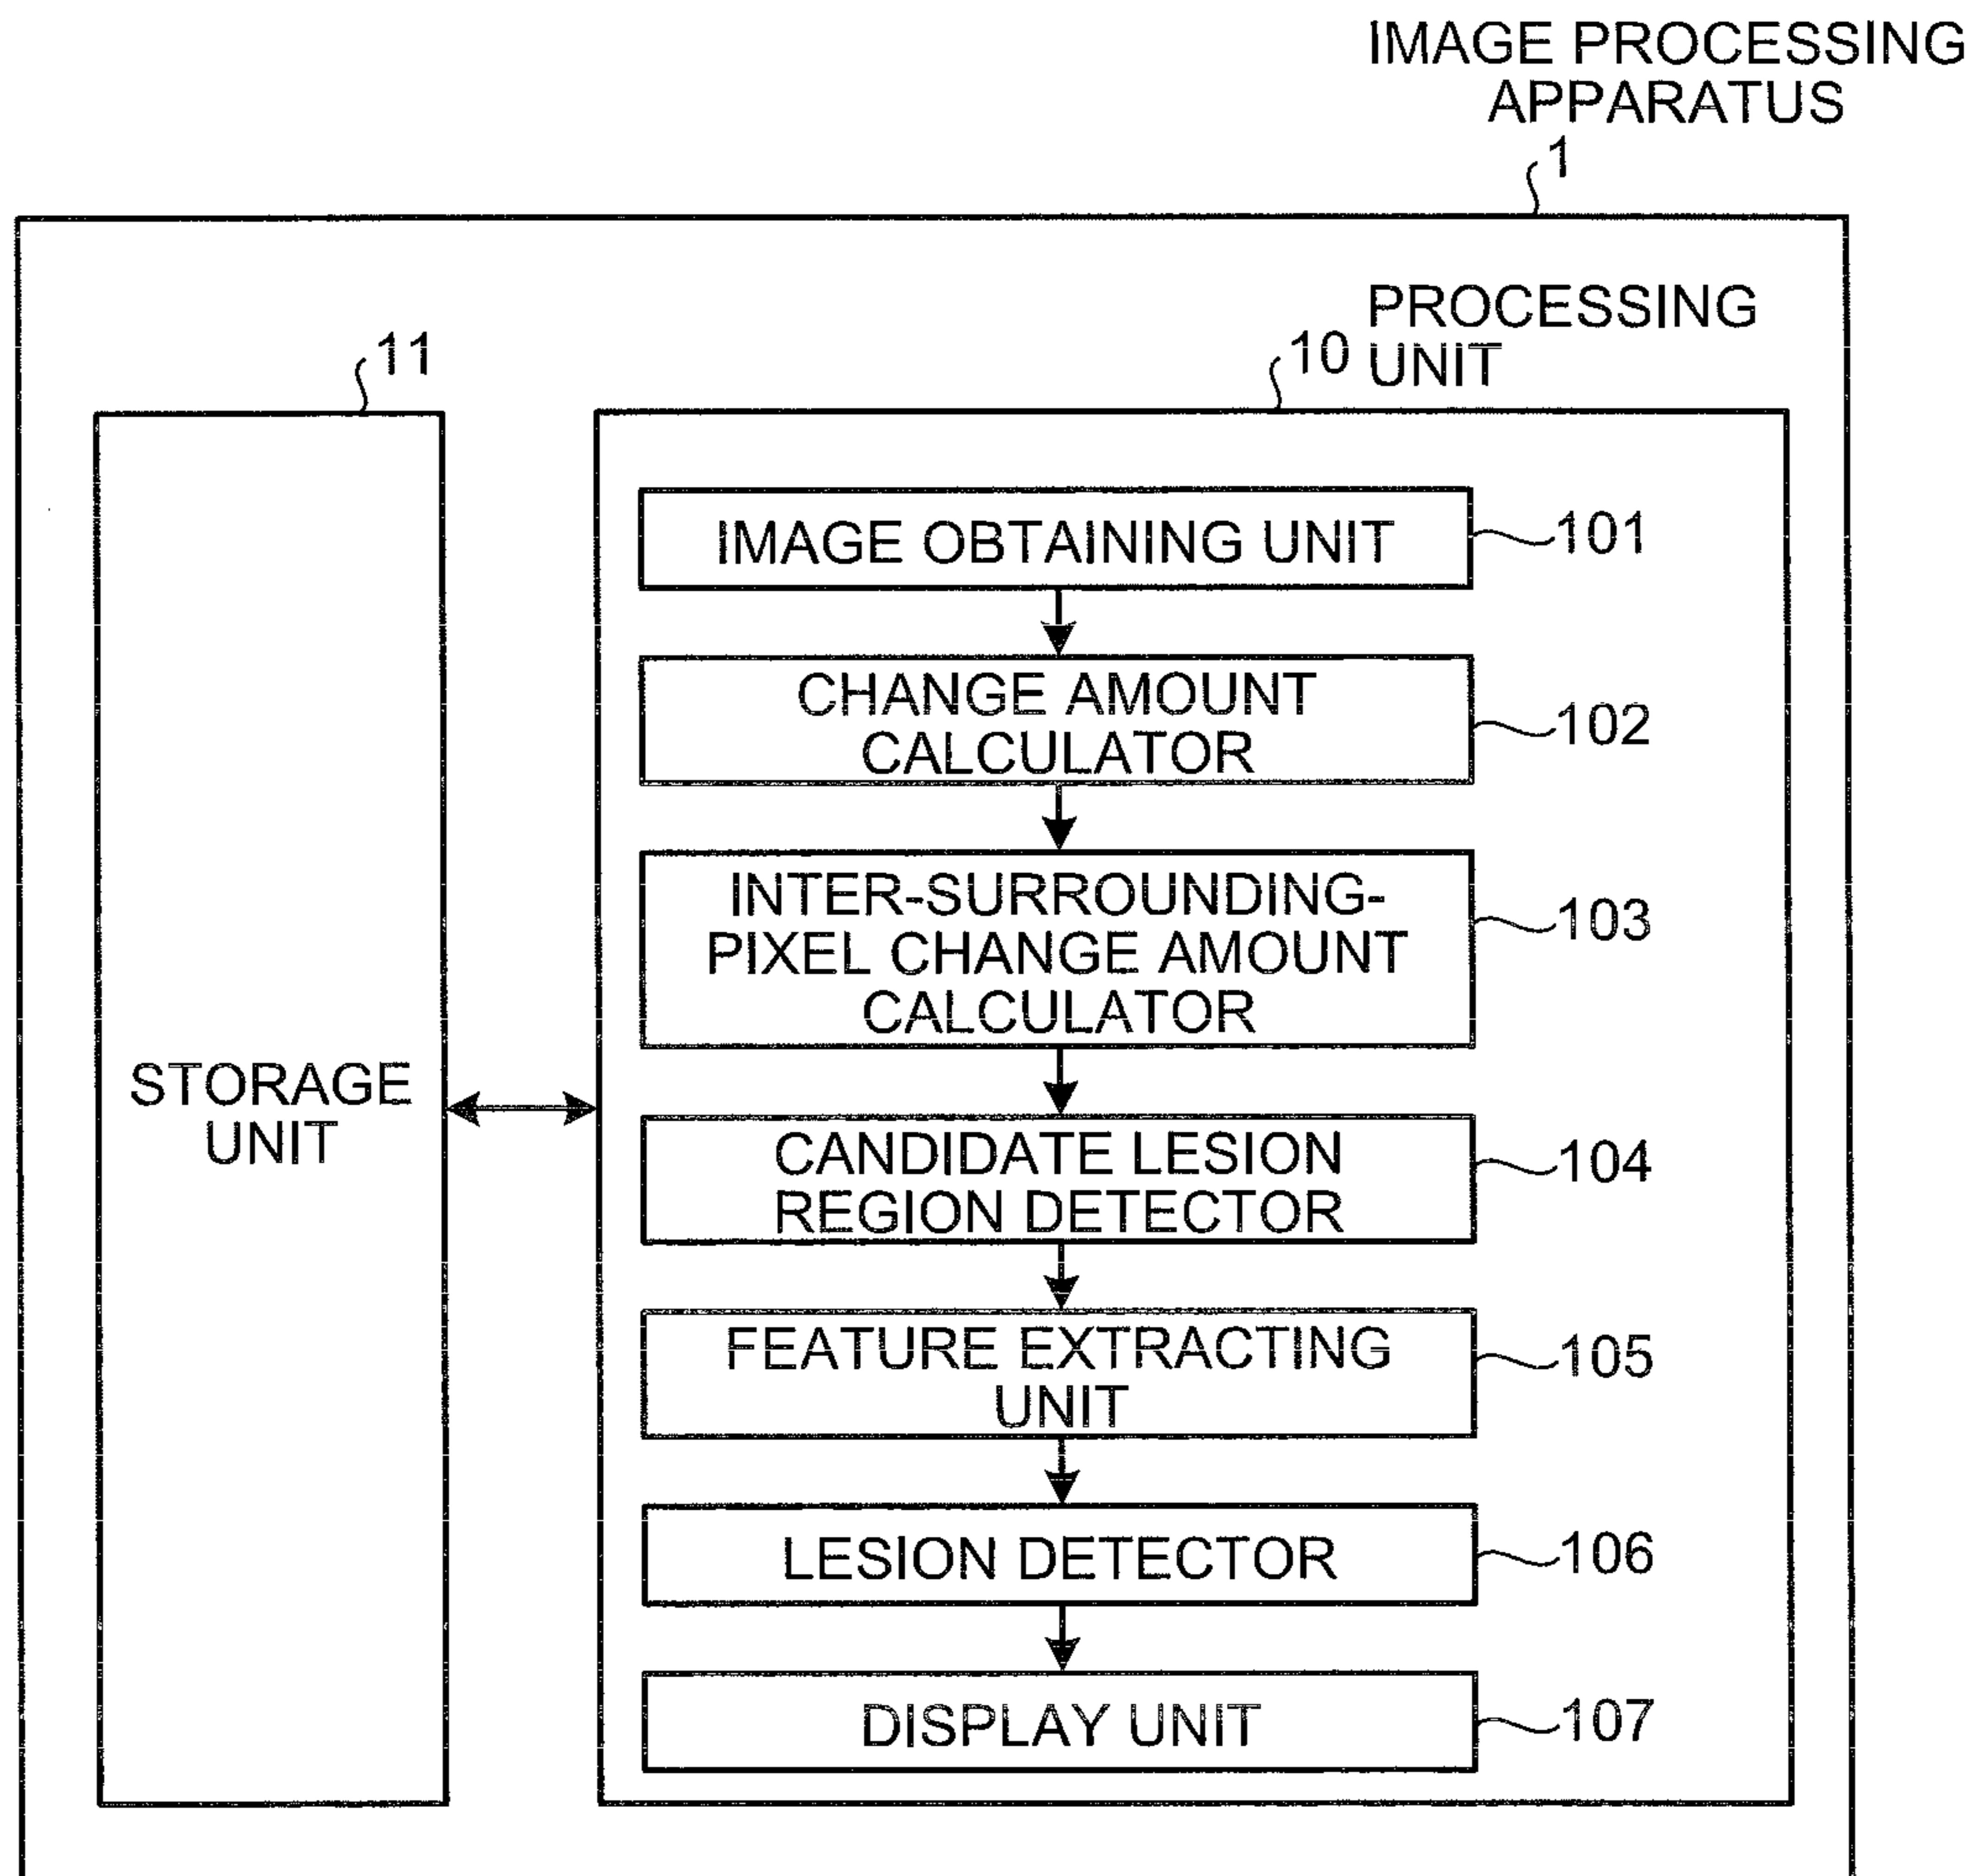 IMAGE PROCESSING
APPARATUS
1
PROCESSING
UNIT
10
11
IMAGE OBTAINING UNIT
101
CHANGE AMOUNT
CALCULATOR
102
INTER-SURROUNDING-
PIXEL CHANGE AMOUNT
CALCULATOR
103
STORAGE
UNIT
CANDIDATE LESION
REGION DETECTOR
104
FEATURE EXTRACTING
UNIT
105
LESION DETECTOR
106
DISPLAY UNIT
107